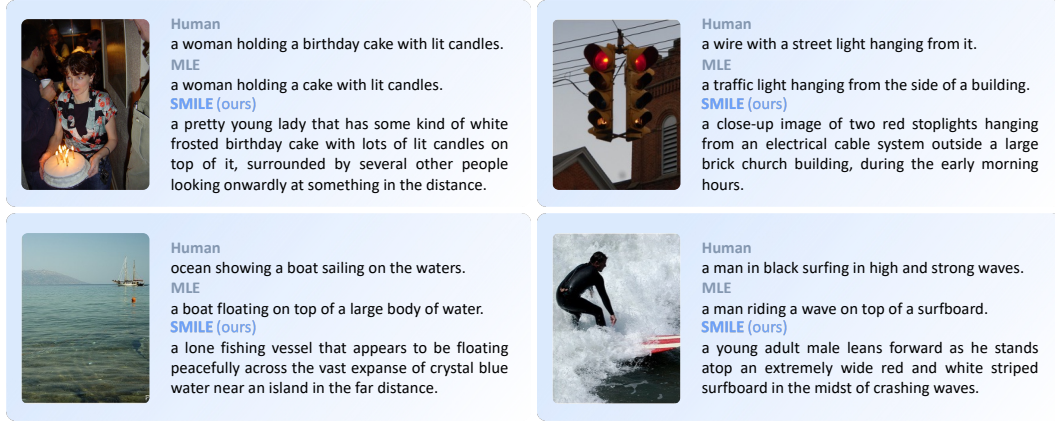 Human
a woman holding a birthday cake with lit candles.
MLE
a woman holding a cake with lit candles.
SMILE (ours)
a pretty young lady that has some kind of white
frosted birthday cake with lots of lit candles on
top of it, surrounded by several other people
looking onwardly at something in the distance.
Human
a wire with a street light hanging from it.
MLE
a traffic light hanging from the side of a building.
SMILE (ours)
a close-up image of two red stoplights hanging
from an electrical cable system outside a large
brick church building, during the early morning
hours.
Human
ocean showing a boat sailing on the waters.
MLE
a boat floating on top of a large body of water.
SMILE (ours)
a lone fishing vessel that appears to be floating
peacefully across the vast expanse of crystal blue
water near an island in the far distance.
Human
a man in black surfing in high and strong waves.
MLE
a man riding a wave on top of a surfboard.
SMILE (ours)
a young adult male leans forward as he stands
atop an extremely wide red and white striped
surfboard in the midst of crashing waves.